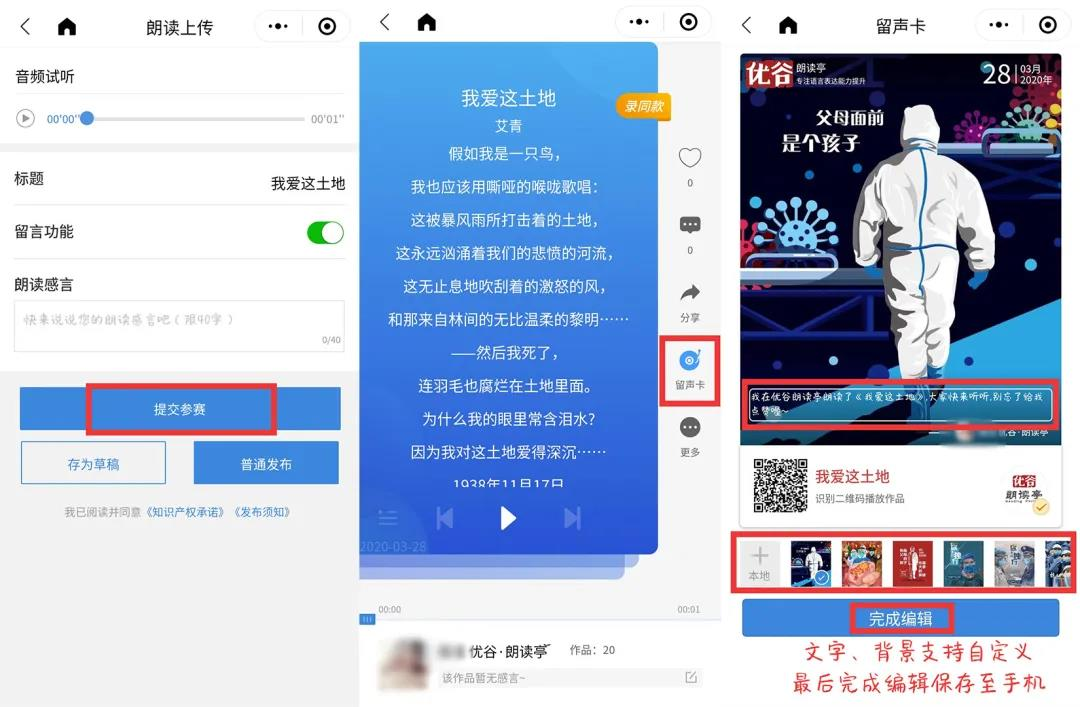 朗读上传
音频试听
00'00''
00'01''
标题
我爱这土地
留言功能
朗读感言
快来说说您的朗读感言吧（限40字）
0/40
提交参赛
存为草稿
普通发布
我已阅读并同意《知识产权承诺》《发布须知》
我爱这土地
录同款
艾青
假如我是一只鸟，
我也应该用嘶哑的喉咙歌唱：
这被暴风雨所打击着的土地，
这永远汹涌着我们的悲愤的河流，
这无止息地吹刮着的激怒的风，
和那来自林间的无比温柔的黎明……
——然后我死了，
连羽毛也腐烂在土地里面。
为什么我的眼里常含泪水？
因为我对这土地爱得深沉……
1938年11月17日
0
0
分享
留声卡
更多
2020-03-28
00:00
00:01
优谷·朗读亭
作品：20
该作品暂无感言~
留声卡
优谷
朗读亭
专注语言表达能力提升
28
03月
2020年
父母面前
是个孩子
我在优谷朗读亭朗读了《我爱这土地》,大家快来听听,别忘了给我
点赞喔~
优谷·朗读亭
我爱这土地
识别二维码播放作品
优谷
朗读亭
本地
完成编辑
文字、背景支持自定义
最后完成编辑保存至手机